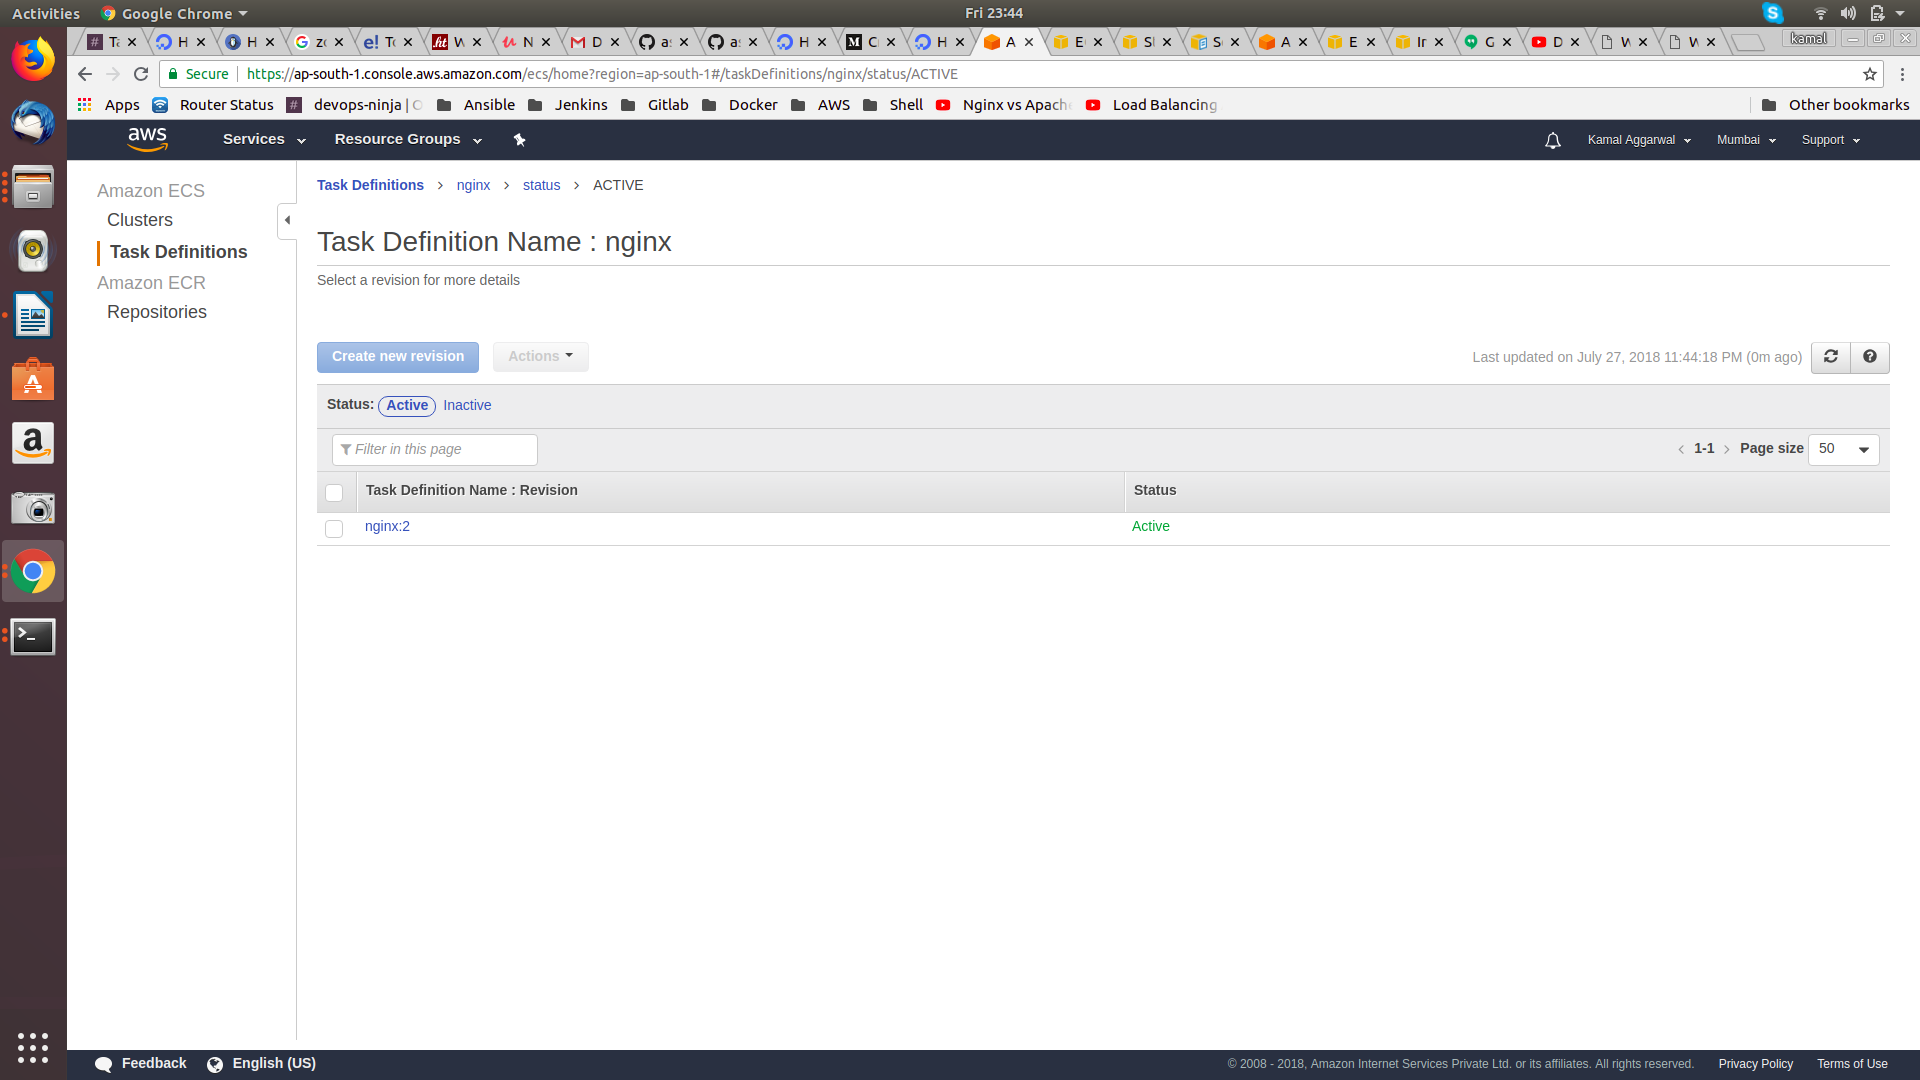 Activities Google Chrome Fri 23:44
kamal
Secure https://ap-south-1.console.aws.amazon.com/ecs/home?region=ap-south-1#/taskDefinitions/nginx/status/ACTIVE
Apps Router Status devops-ninja | Ansible Jenkins Gitlab Docker AWS Shell Nginx vs Apache Load Balancing Other bookmarks
aws Services Resource Groups Kamal Aggarwal Mumbai Support
Amazon ECS
Clusters
Task Definitions
Amazon ECR
Repositories
Task Definitions > nginx > status > ACTIVE
Task Definition Name : nginx
Select a revision for more details
Create new revision Actions Last updated on July 27, 2018 11:44:18 PM (0m ago)
Status: Active Inactive
Filter in this page 1-1 Page size 50
Task Definition Name : Revision Status
nginx:2 Active
Feedback English (US) © 2008 - 2018, Amazon Internet Services Private Ltd. or its affiliates. All rights reserved. Privacy Policy Terms of Use